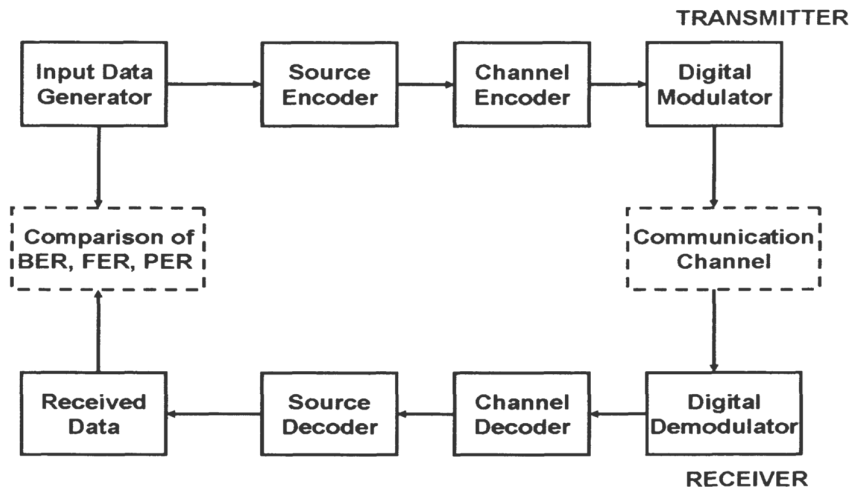 TRANSMITTER
Input Data
Generator
Source
Encoder
Channel
Encoder
Digital
Modulator
Comparison of
BER, FER, PER
Communication
Channel
Received
Data
Source
Decoder
Channel
Decoder
Digital
Demodulator
RECEIVER